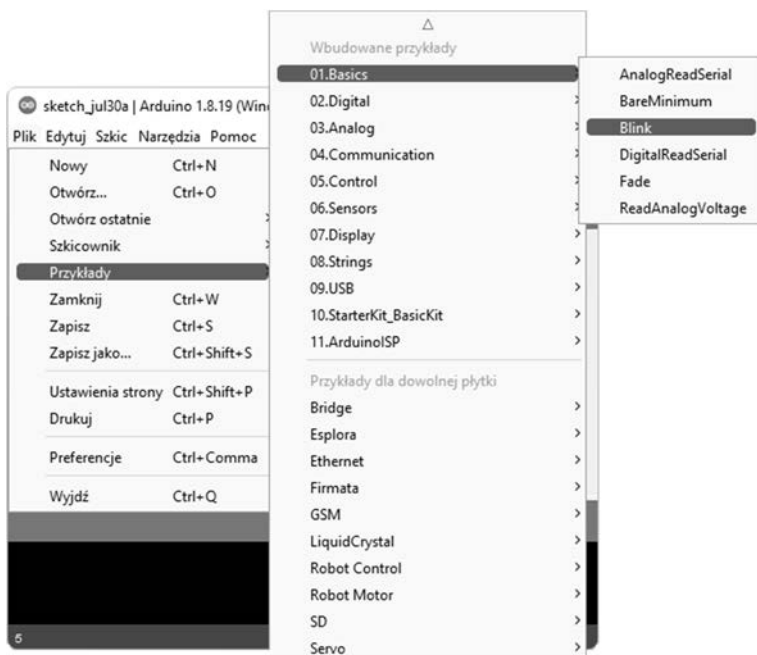 sketch_jul30a | Arduino 1.8.19 (Win
Plik Edytuj Szkic Narzędzia Pomoc
Nowy Ctrl+N
Otwórz... Ctrl+O
Otwórz ostatnie
Szkicownik
Przykłady
Zamknij Ctrl+W
Zapisz Ctrl+S
Zapisz jako... Ctrl+Shift+S
Ustawienia strony Ctrl+Shift+P
Drukuj Ctrl+P
Preferencje Ctrl+Comma
Wyjdź Ctrl+Q
5
Wbudowane przykłady
01.Basics
02.Digital
03.Analog
04.Communication
05.Control
06.Sensors
07.Display
08.Strings
09.USB
10.StarterKit_BasicKit
11.ArduinoISP
Przykłady dla dowolnej płytki
Bridge
Esplora
Ethernet
Firmata
GSM
LiquidCrystal
Robot Control
Robot Motor
SD
Servo
AnalogReadSerial
BareMinimum
Blink
DigitalReadSerial
Fade
ReadAnalogVoltage